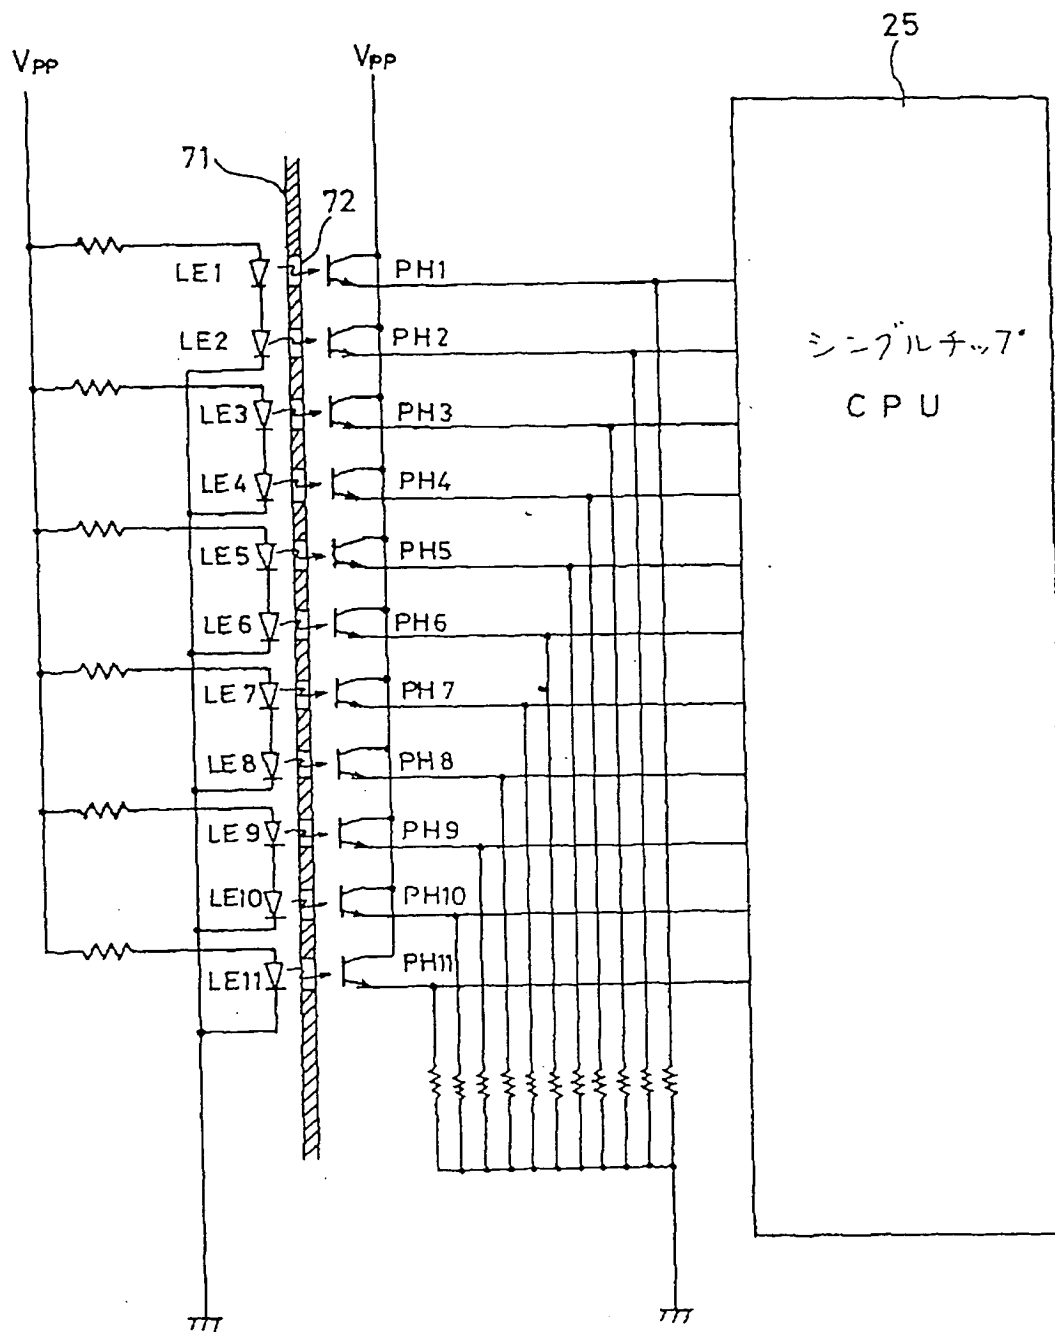 25
VPP
VPP
71
72
LE1
PH1
LE2
PH2
シングルチップ
CPU
LE3
PH3
LE4
PH4
LE5
PH5
LE6
PH6
LE7
PH7
LE8
PH8
LE9
PH9
LE10
PH10
LE11
PH11